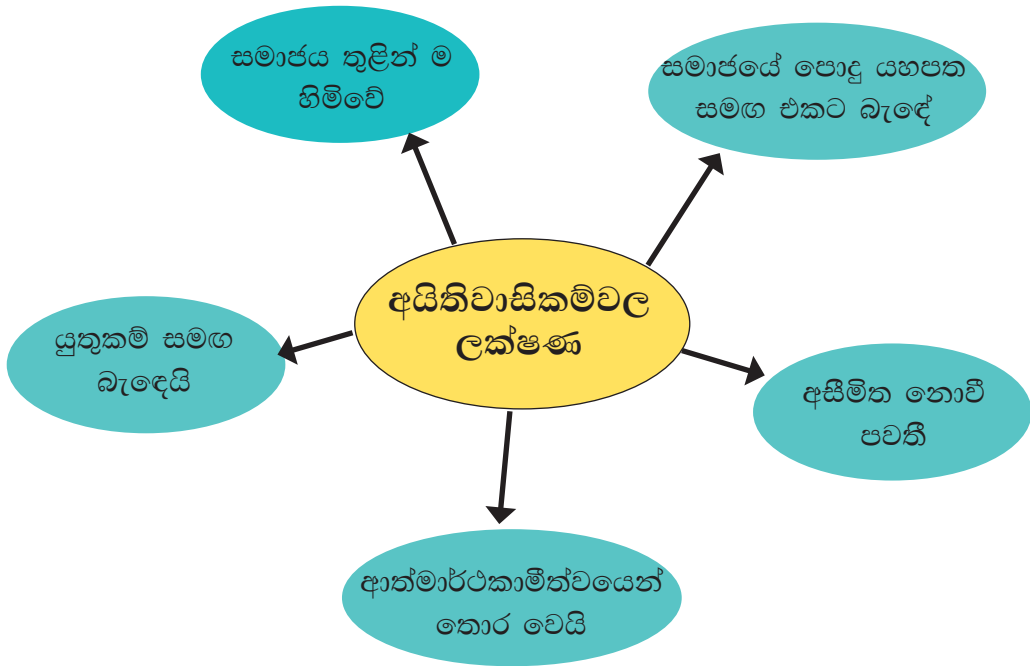 සමාජය තුළින් ම
හිමිවේ
සමාජයේ පොදු යහපත
සමඟ එකට බැඳේ
අයිතිවාසිකම්වල
ලක්ෂණ
යුතුකම් සමඟ
බැඳෙයි
අසීමිත නොවී
පවතී
ආත්මාර්ථකාමීත්වයෙන්
තොර වෙයි